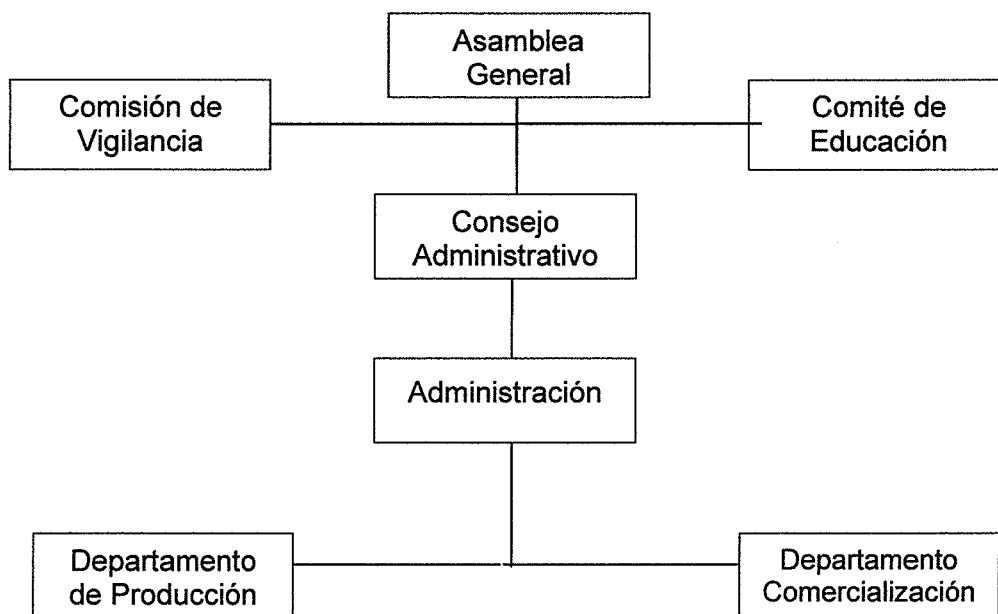 Asamblea
General
Comisión de
Vigilancia
Comité de
Educación
Consejo
Administrativo
Administración
Departamento
de Producción
Departamento
Comercialización